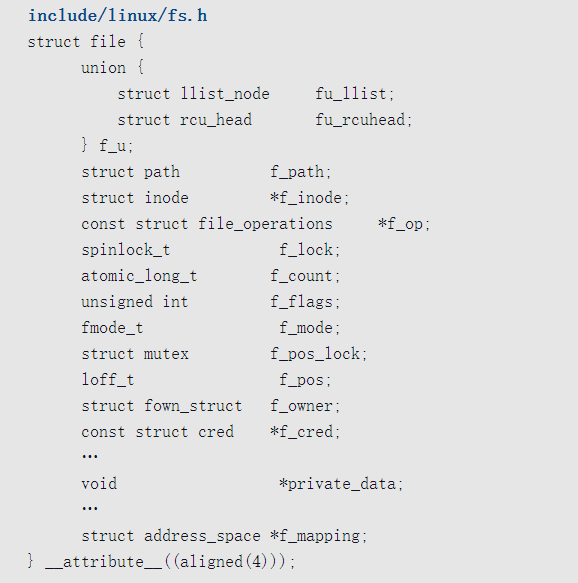 include/linux/fs.h
struct file {
union {
struct llist_node fu_llist;
struct rcu_head fu_rcuhead;
} f_u;
struct path f_path;
struct inode *f_inode;
const struct file_operations *f_op;
spinlock_t f_lock;
atomic_long_t f_count;
unsigned int f_flags;
fmode_t f_mode;
struct mutex f_pos_lock;
loff_t f_pos;
struct fown_struct f_owner;
const struct cred *f_cred;
…
void *private_data;
…
struct address_space *f_mapping;
} __attribute__((aligned(4)));